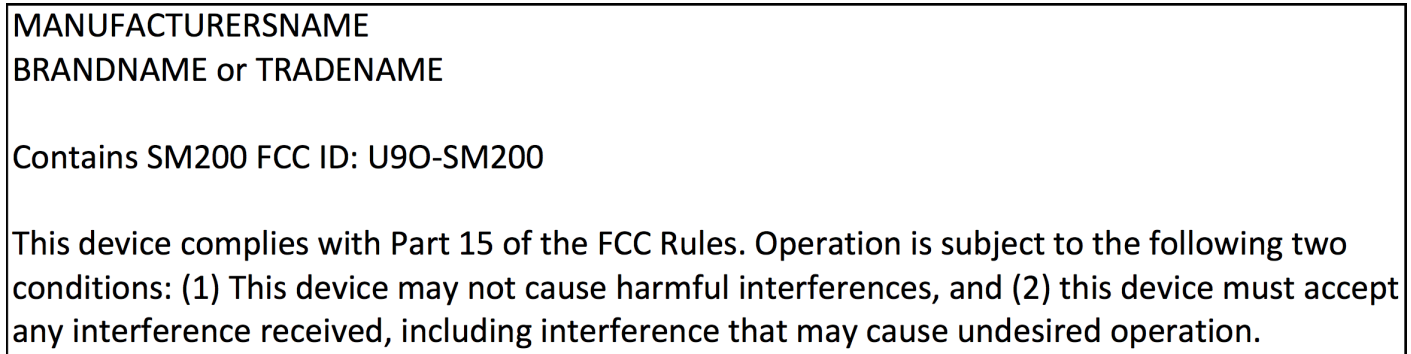 MANUFACTURERSNAME
BRANDNAME or TRADENAME
Contains SM200 FCC ID: U9O-SM200
This device complies with Part 15 of the FCC Rules. Operation is subject to the following two
conditions: (1) This device may not cause harmful interferences, and (2) this device must accept
any interference received, including interference that may cause undesired operation.